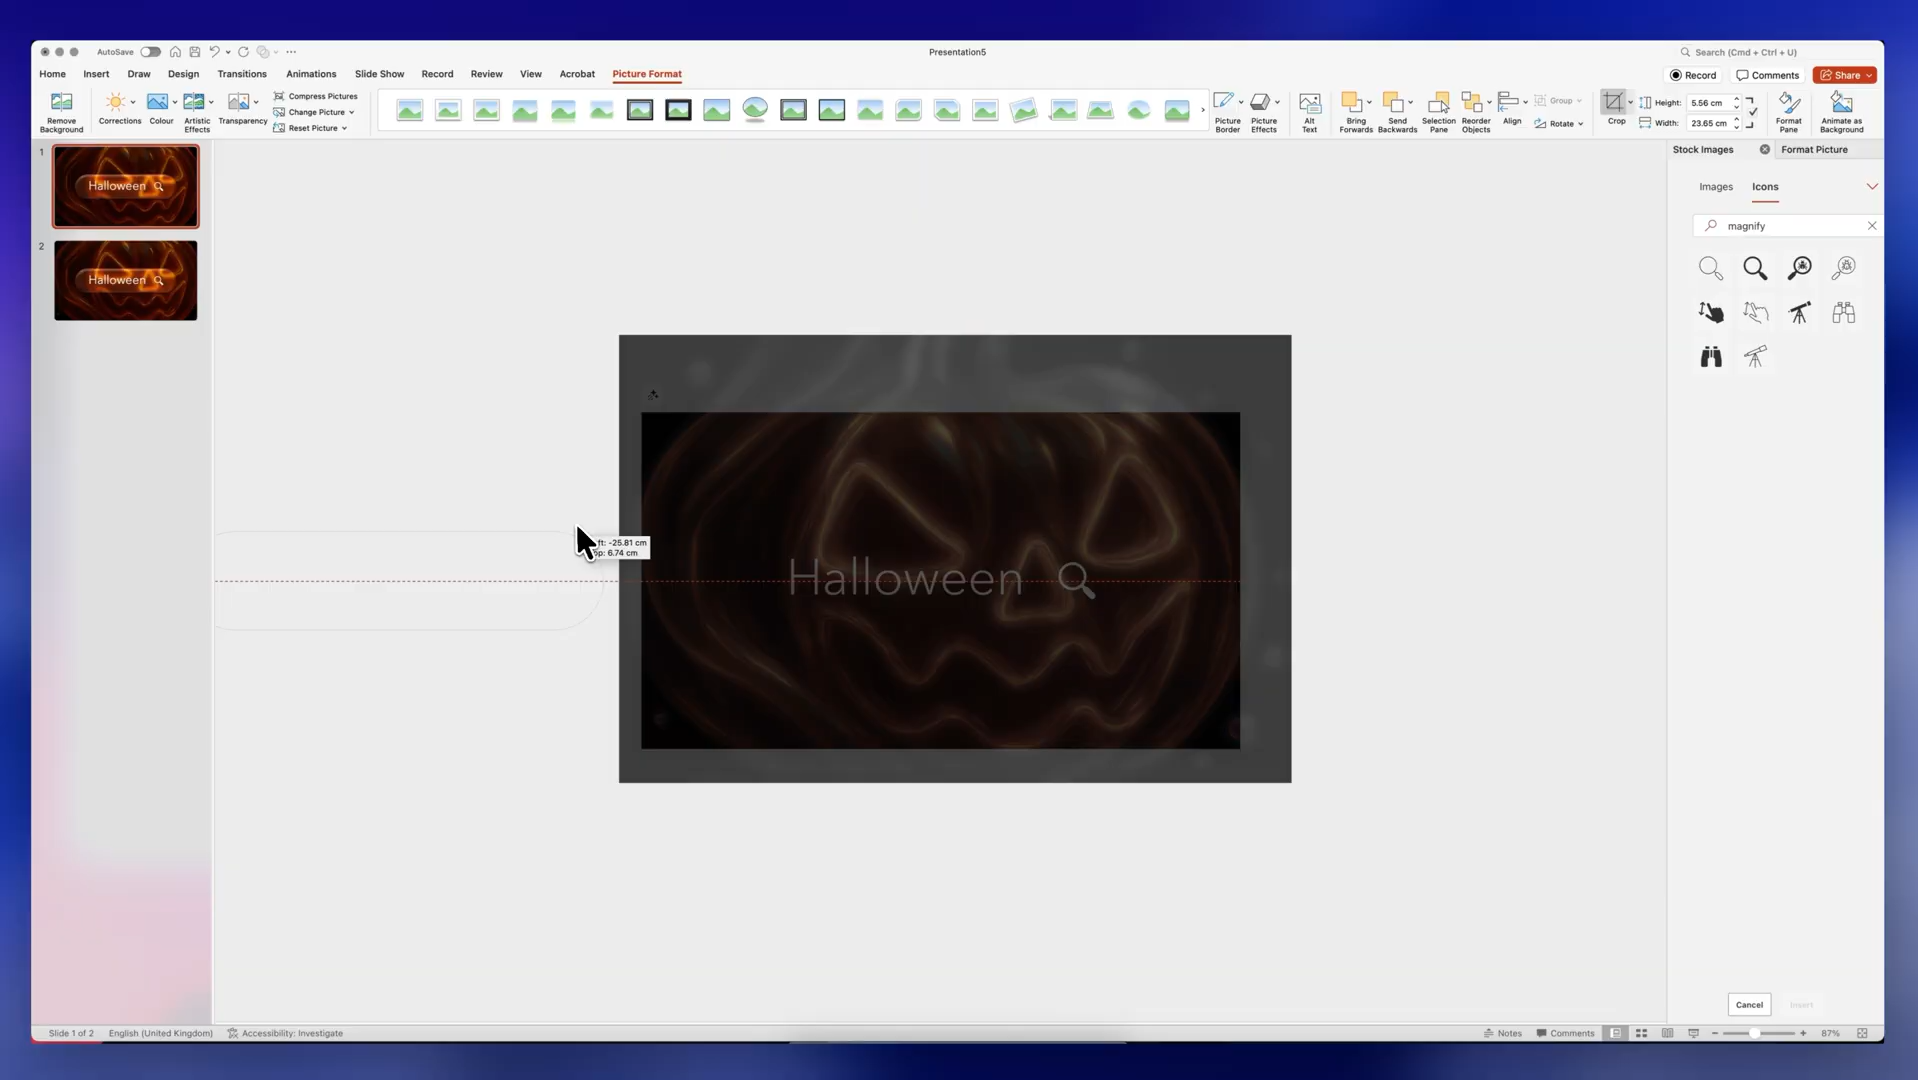 AutoSave
Presentation5
Search (Cmd + Ctrl + U)
Home Insert Draw Design Transitions Animations Slide Show Record Review View Acrobat Picture Format
Record Comments Share
Remove Background
Corrections
Colour
Artistic Effects
Transparency
Compress Pictures
Change Picture
Reset Picture
Picture Border
Picture Effects
Alt Text
Bring Forwards
Send Backwards
Selection Pane
Reorder Objects
Align
Group
Rotate
Crop
Height: 5.56 cm
Width: 23.65 cm
Format Pane
Animate as Background
1
Halloween
2
Halloween
Stock Images Format Picture
Images Icons
magnify
-25.81 cm
6.74 cm
Halloween
Cancel Insert
Slide 1 of 2 English (United Kingdom) Accessibility: Investigate
Notes Comments 87%